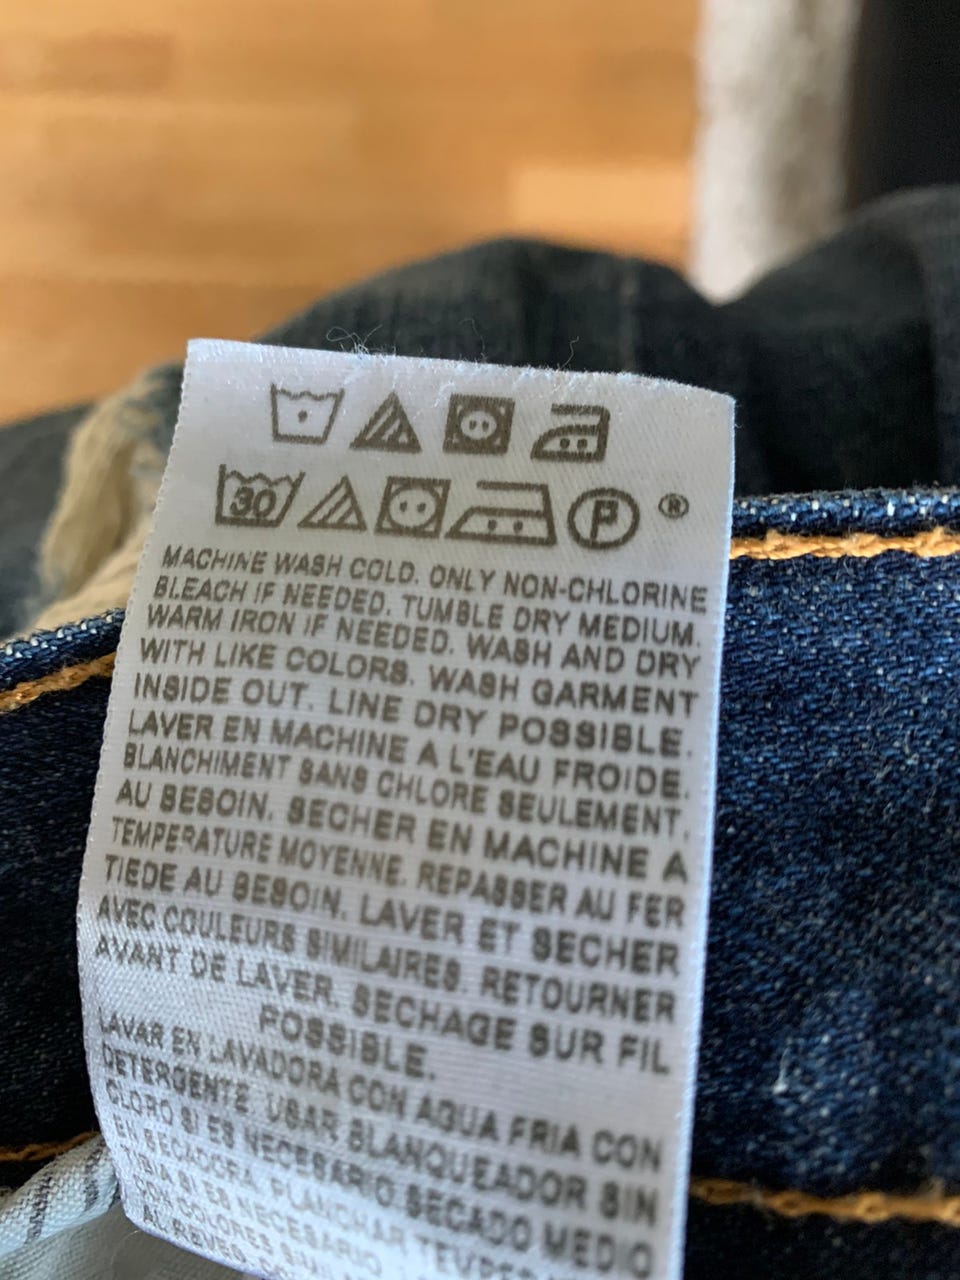 30 P ®
MACHINE WASH COLD. ONLY NON-CHLORINE
BLEACH IF NEEDED. TUMBLE DRY MEDIUM.
WARM IRON IF NEEDED. WASH AND DRY
WITH LIKE COLORS. WASH GARMENT
INSIDE OUT. LINE DRY POSSIBLE.
LAVER EN MACHINE A L'EAU FROIDE.
BLANCHIMENT SANS CHLORE SEULEMENT,
AU BESOIN. SECHER EN MACHINE A
TEMPERATURE MOYENNE. REPASSER AU FER
TIEDE AU BESOIN. LAVER ET SECHER
AVEC COULEURS SIMILAIRES. RETOURNER
AVANT DE LAVER. SECHAGE SUR FIL
POSSIBLE.
LAVAR EN LAVADORA CON AGUA FRIA CON
DETERGENTE. USAR BLANQUEADOR SIN
CLORO SI ES NECESARIO. SECADO MEDIO
EN SECADORA. PLANCHAR
TIBIA SI ES NECESARIO
CON COLORES
AL REVES